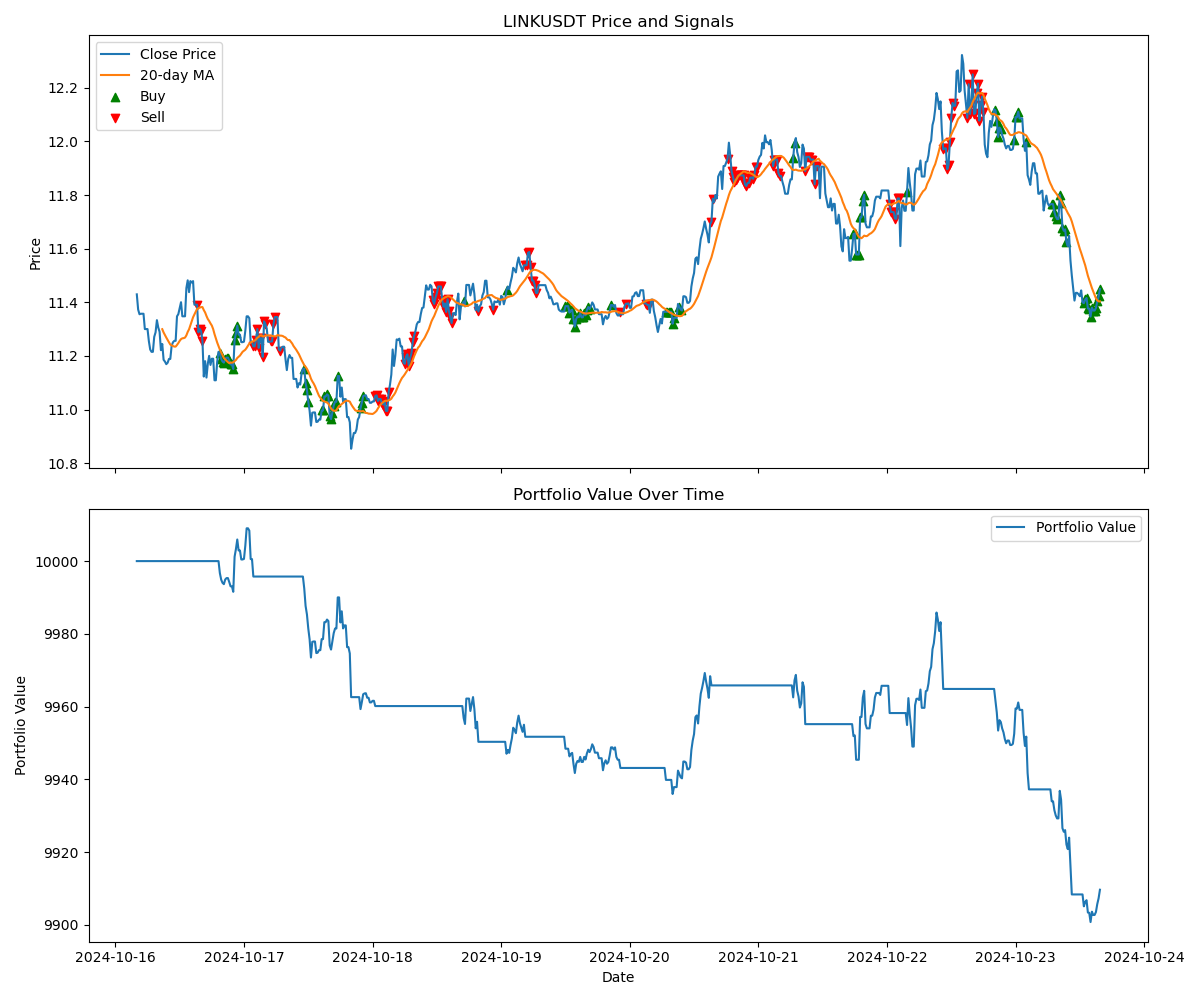 LINKUSDT Price and Signals
Close Price
20-day MA
Buy
Sell
Price
12.2
12.0
11.8
11.6
11.4
11.2
11.0
10.8
Portfolio Value Over Time
Portfolio Value
Portfolio Value
10000
9980
9960
9940
9920
9900
2024-10-16 2024-10-17 2024-10-18 2024-10-19 2024-10-20 2024-10-21 2024-10-22 2024-10-23 2024-10-24
Date